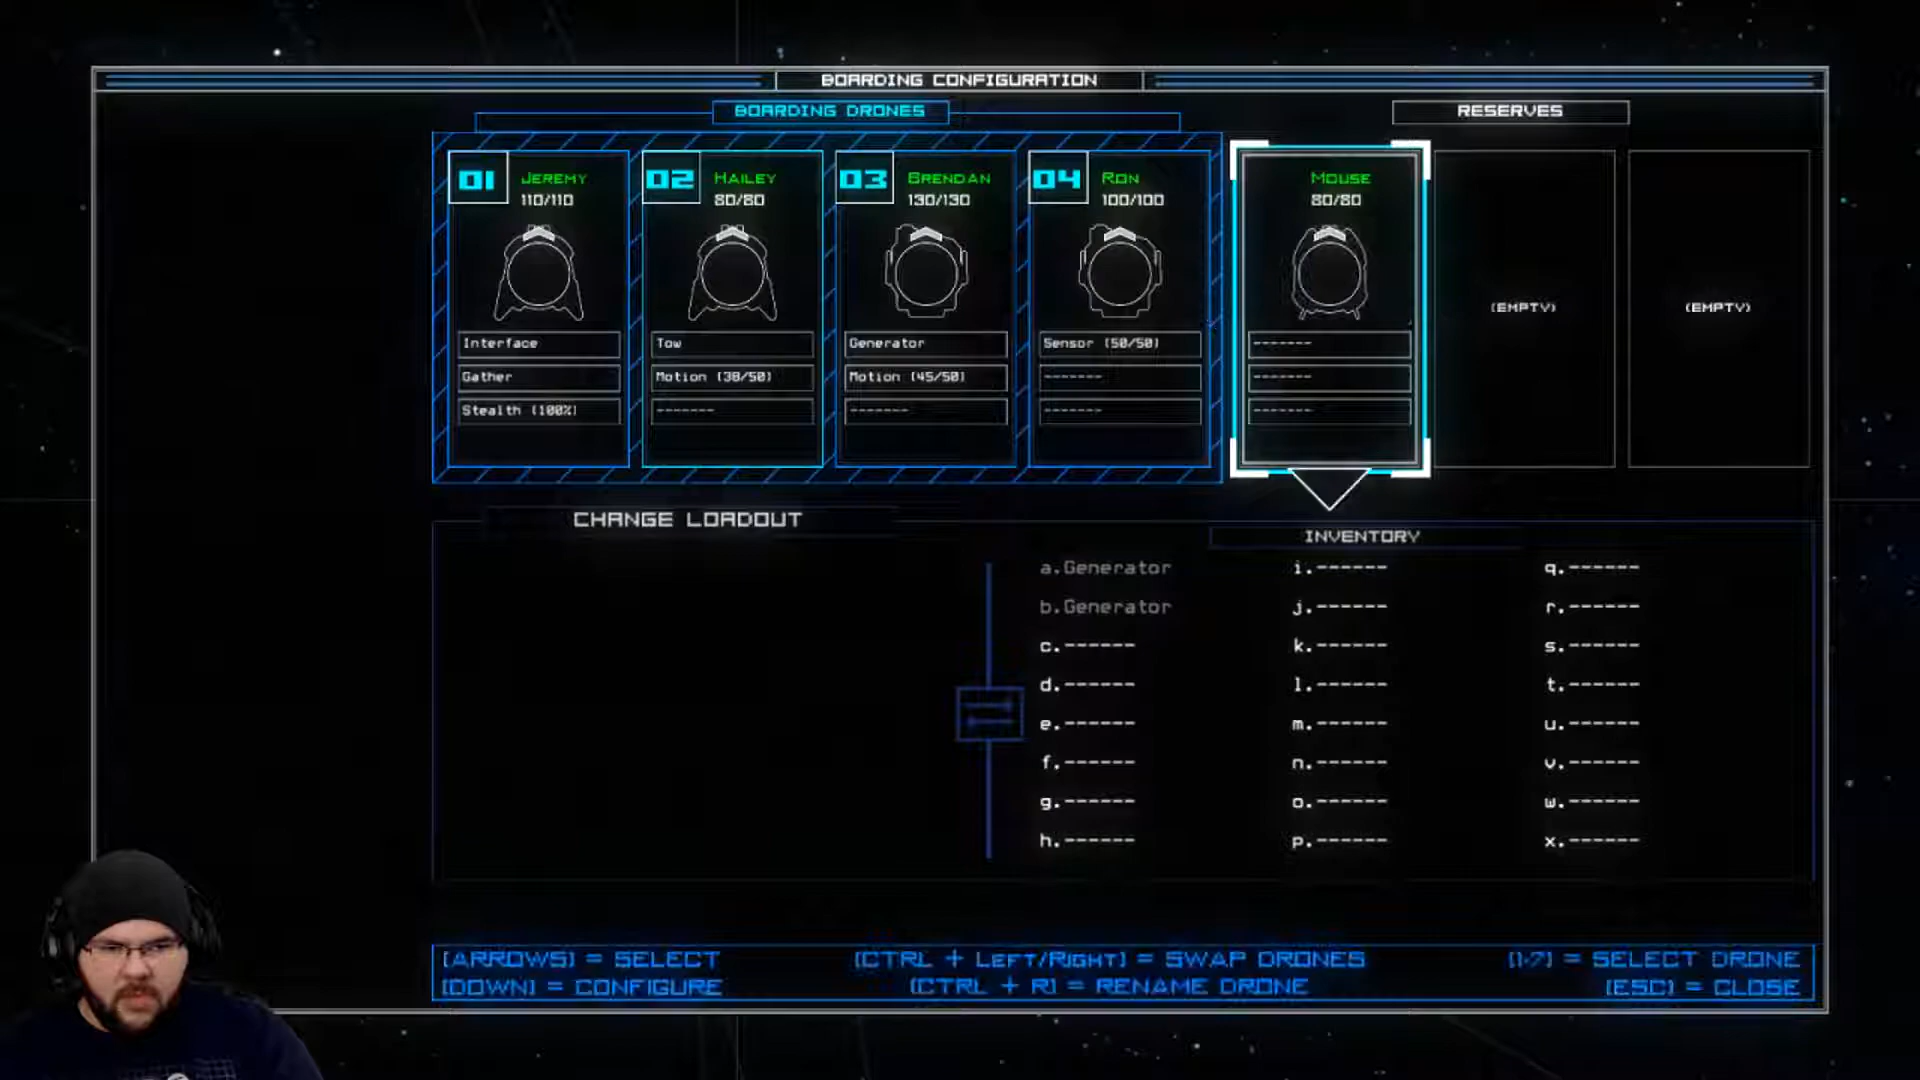 BOARDING CONFIGURATION
BOARDING DRONES
RESERVES
01 JEREMY
110/110
Interface
Gather
Stealth (100%)
02 HAILEY
80/80
Tow
Motion (38/50)
-------
03 BRENDAN
130/130
Generator
Motion (45/50)
-------
04 RON
100/100
Sensor (50/50)
-------
-------
MOUSE
80/80
-------
-------
-------
(EMPTY)
(EMPTY)
CHANGE LOADOUT
INVENTORY
a.Generator
b.Generator
c.------
d.------
e.------
f.------
g.------
h.------
i.------
j.------
k.------
l.------
m.------
n.------
o.------
p.------
q.------
r.------
s.------
t.------
u.------
v.------
w.------
x.------
[ARROWS] = SELECT
[DOWN] = CONFIGURE
[CTRL + LEFT/RIGHT] = SWAP DRONES
[CTRL + R] = RENAME DRONE
[1-7] = SELECT DRONE
[ESC] = CLOSE